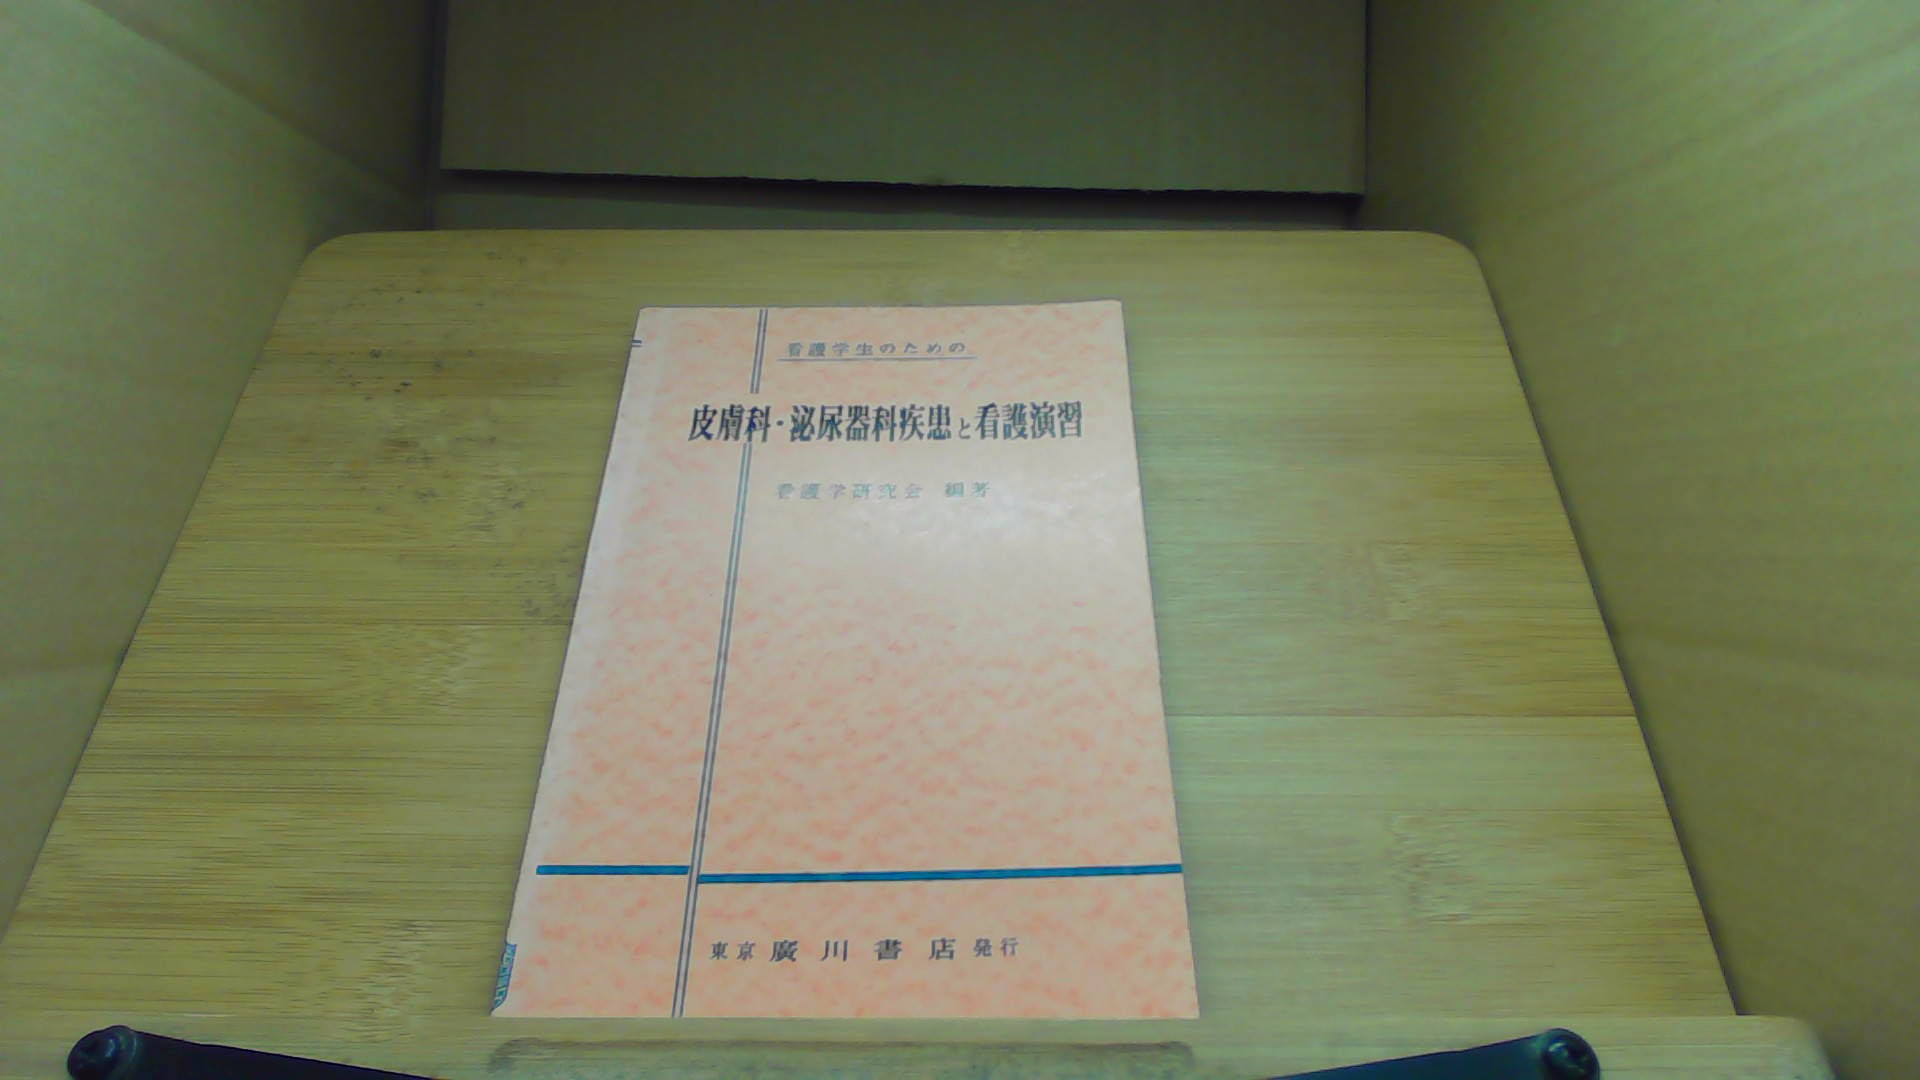 看護学生のための
皮膚科・泌尿器科疾患と看護演習
看護学研究会 編著
東京 廣川書店 発行